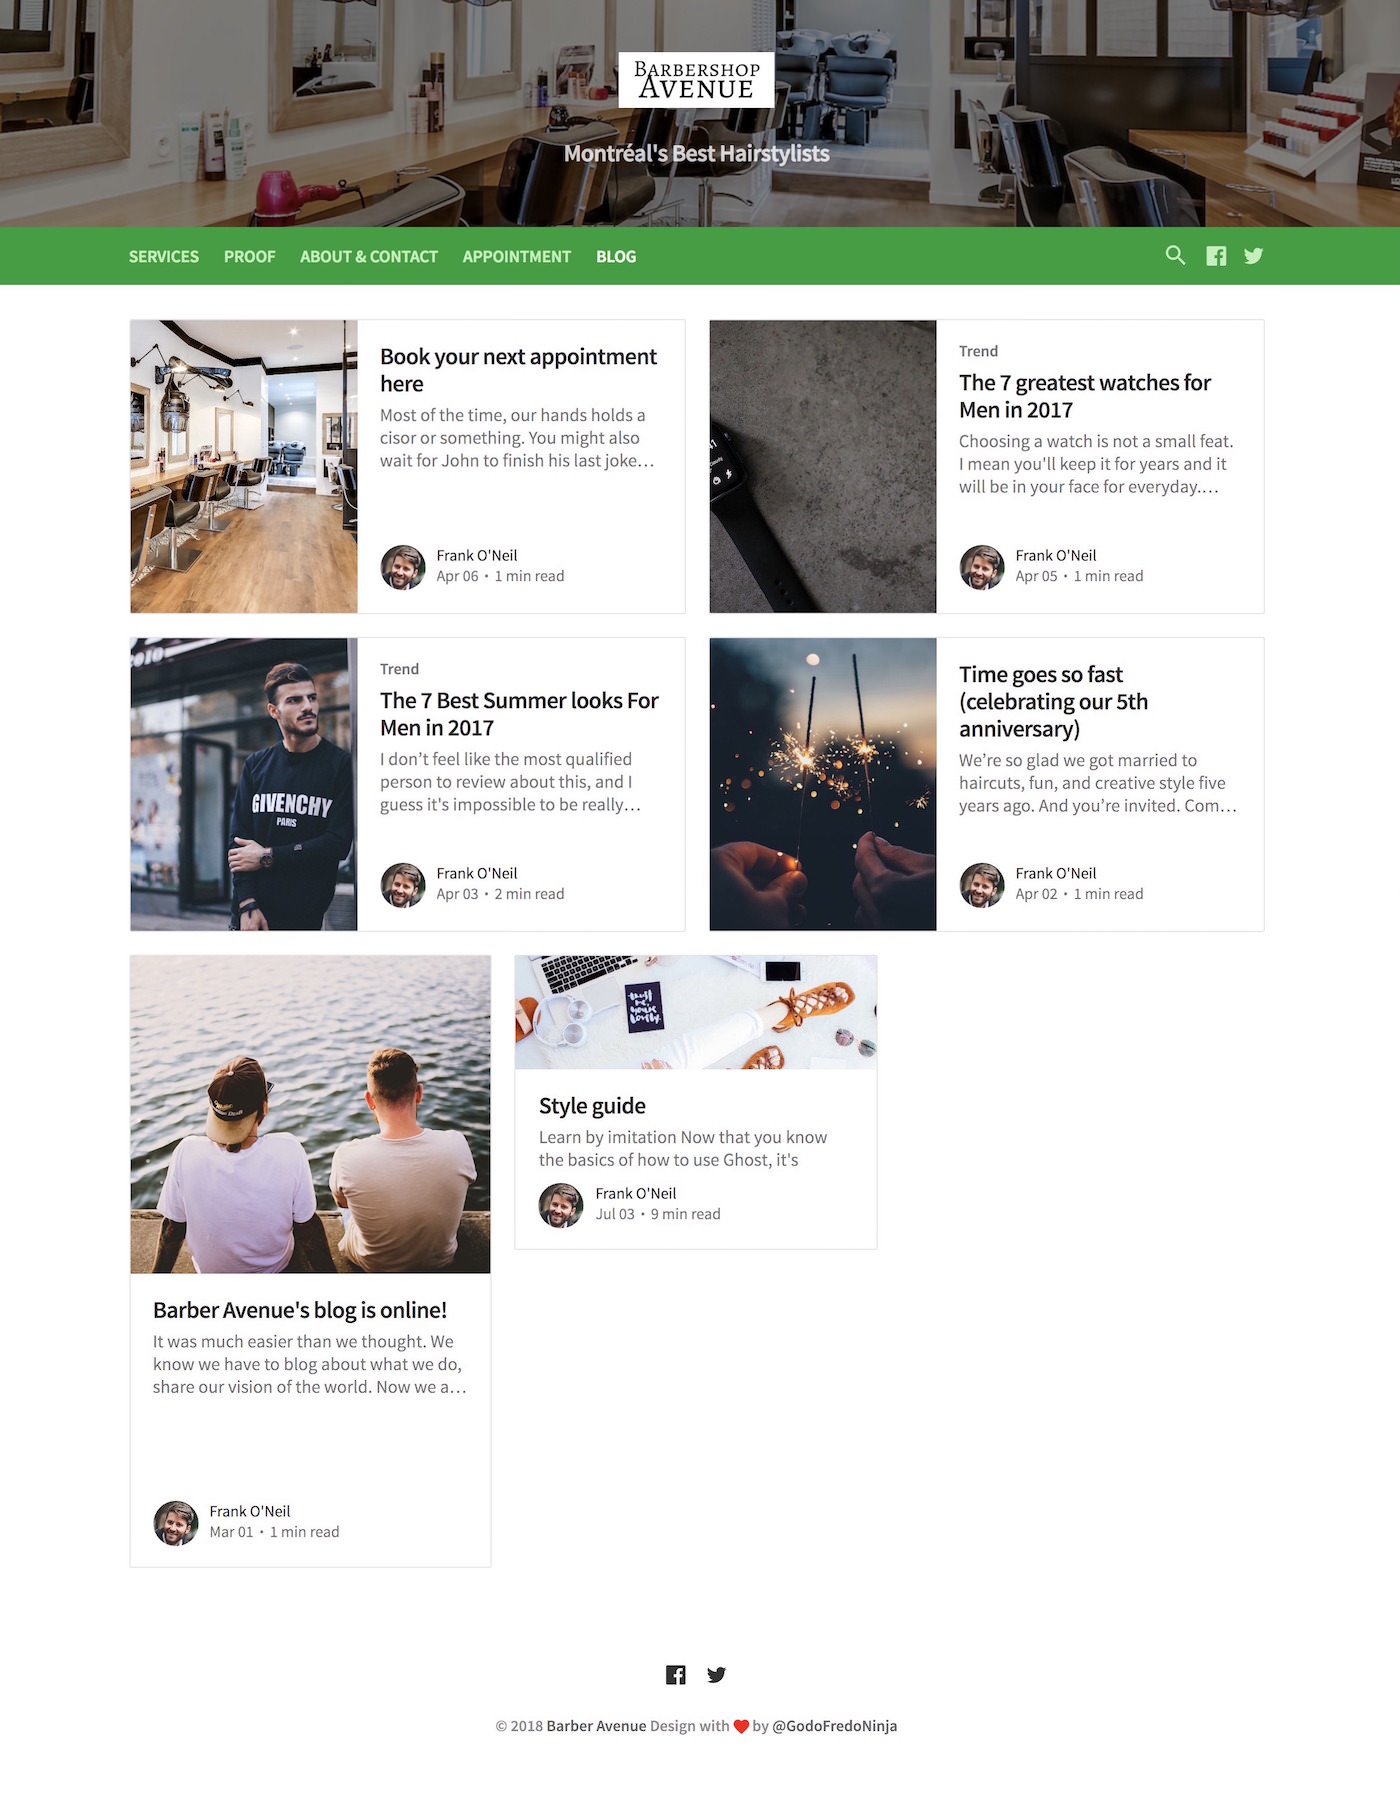 BARBERSHOP
AVENUE
Montréal's Best Hairstylists
SERVICES PROOF ABOUT & CONTACT APPOINTMENT BLOG
Book your next appointment
here
Most of the time, our hands holds a
cisor or something. You might also
wait for John to finish his last joke…
Frank O'Neil
Apr 06 • 1 min read
Trend
The 7 greatest watches for
Men in 2017
Choosing a watch is not a small feat.
I mean you'll keep it for years and it
will be in your face for everyday.…
Frank O'Neil
Apr 05 • 1 min read
GIVENCHY
PARIS
Trend
The 7 Best Summer looks For
Men in 2017
I don’t feel like the most qualified
person to review about this, and I
guess it's impossible to be really…
Frank O'Neil
Apr 03 • 2 min read
Time goes so fast
(celebrating our 5th
anniversary)
We’re so glad we got married to
haircuts, fun, and creative style five
years ago. And you’re invited. Com…
Frank O'Neil
Apr 02 • 1 min read
Barber Avenue's blog is online!
It was much easier than we thought. We
know we have to blog about what we do,
share our vision of the world. Now we a…
Frank O'Neil
Mar 01 • 1 min read
trust
me,
you're
lovely.
Style guide
Learn by imitation Now that you know
the basics of how to use Ghost, it's
Frank O'Neil
Jul 03 • 9 min read
© 2018 Barber Avenue Design with ❤ by @GodoFredoNinja